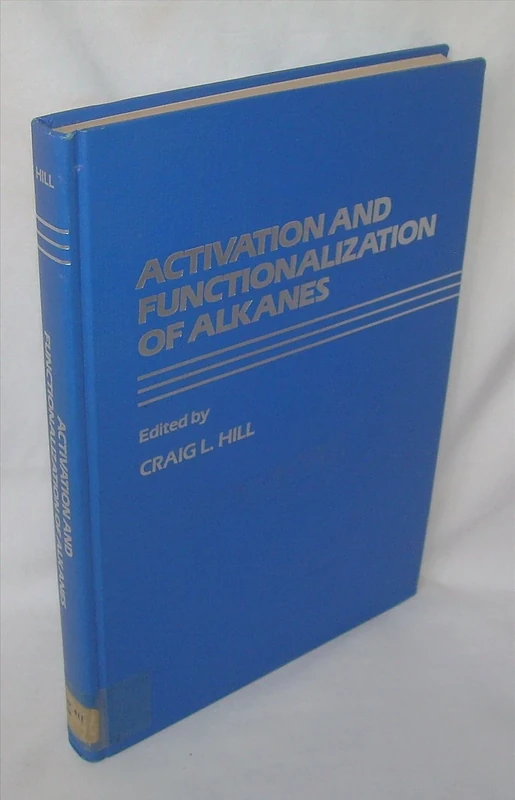 HILL
ACTIVATION AND
FUNCTIONALIZATION OF ALKANES
ACTIVATION AND
FUNCTIONALIZATION
OF ALKANES
Edited by
CRAIG L. HILL